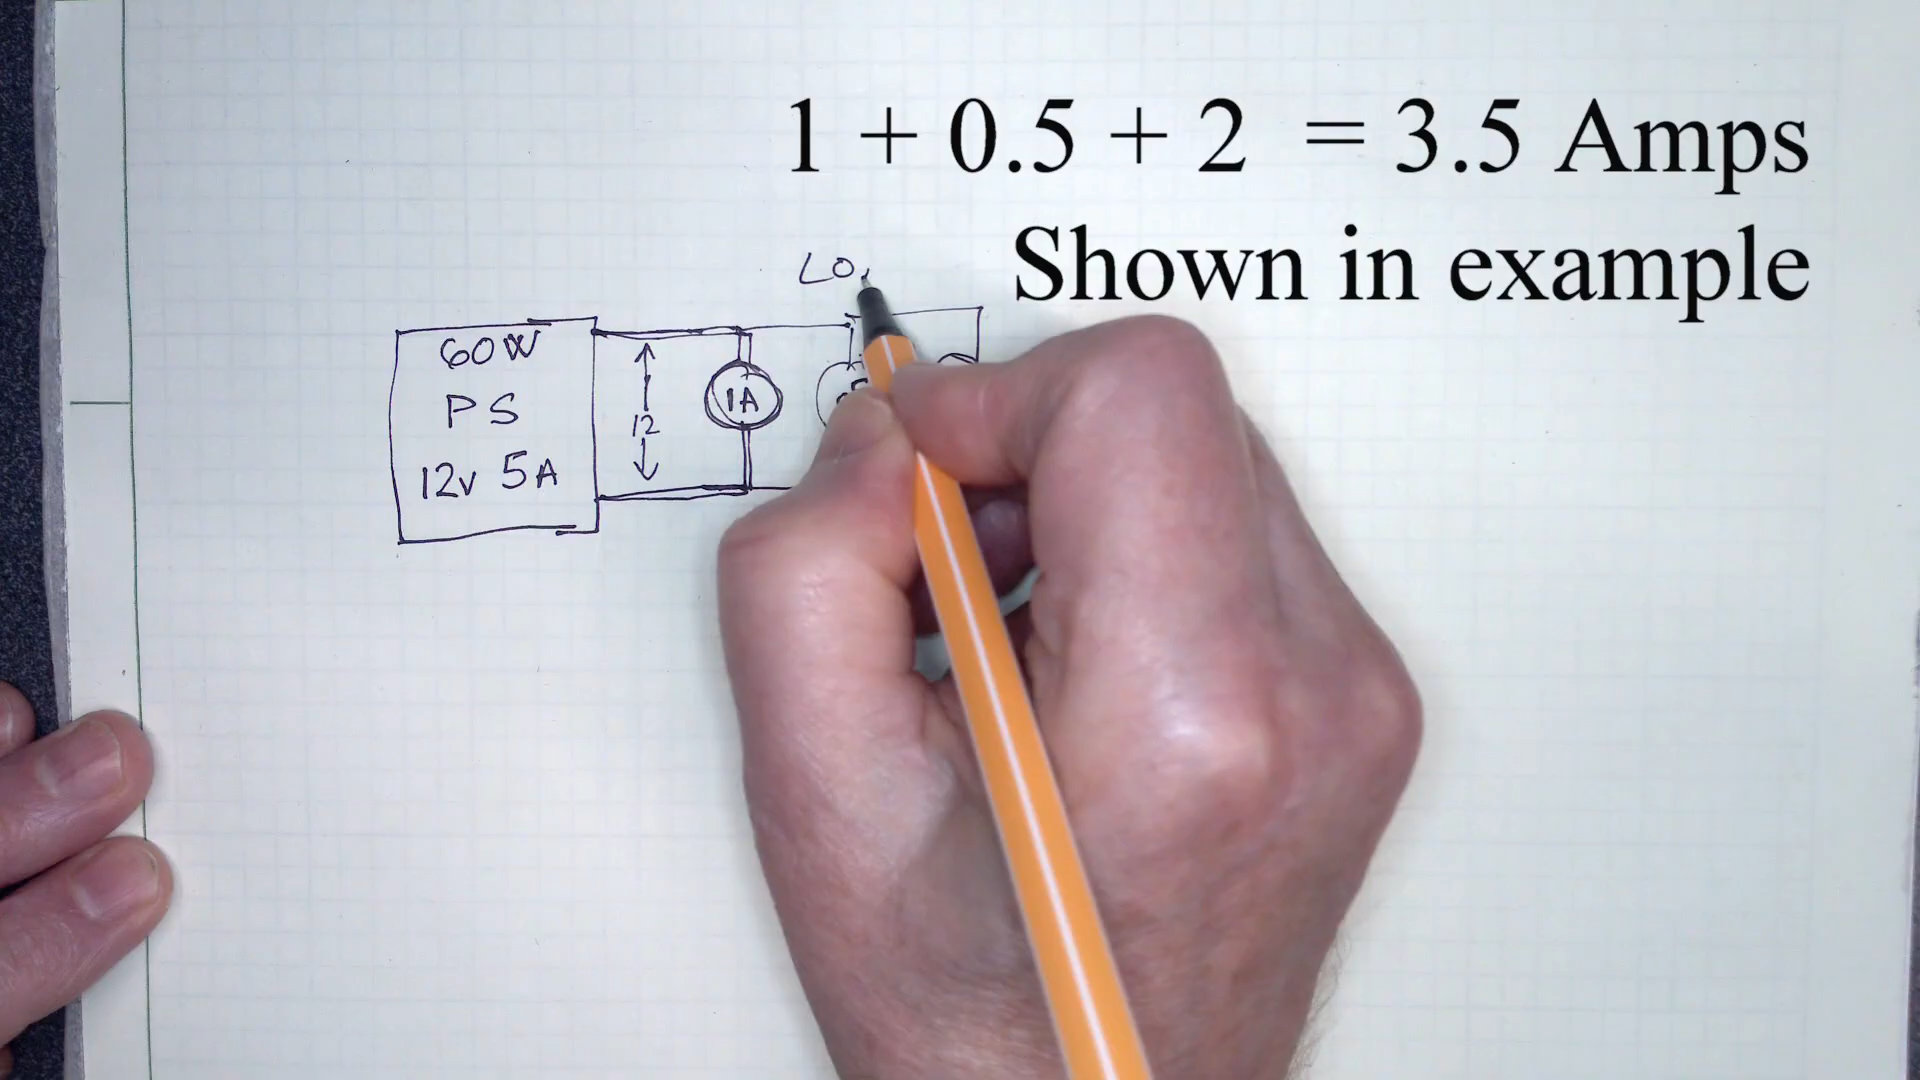 1 + 0.5 + 2 = 3.5 Amps
Shown in example
60W
PS
12v 5A
12
1A